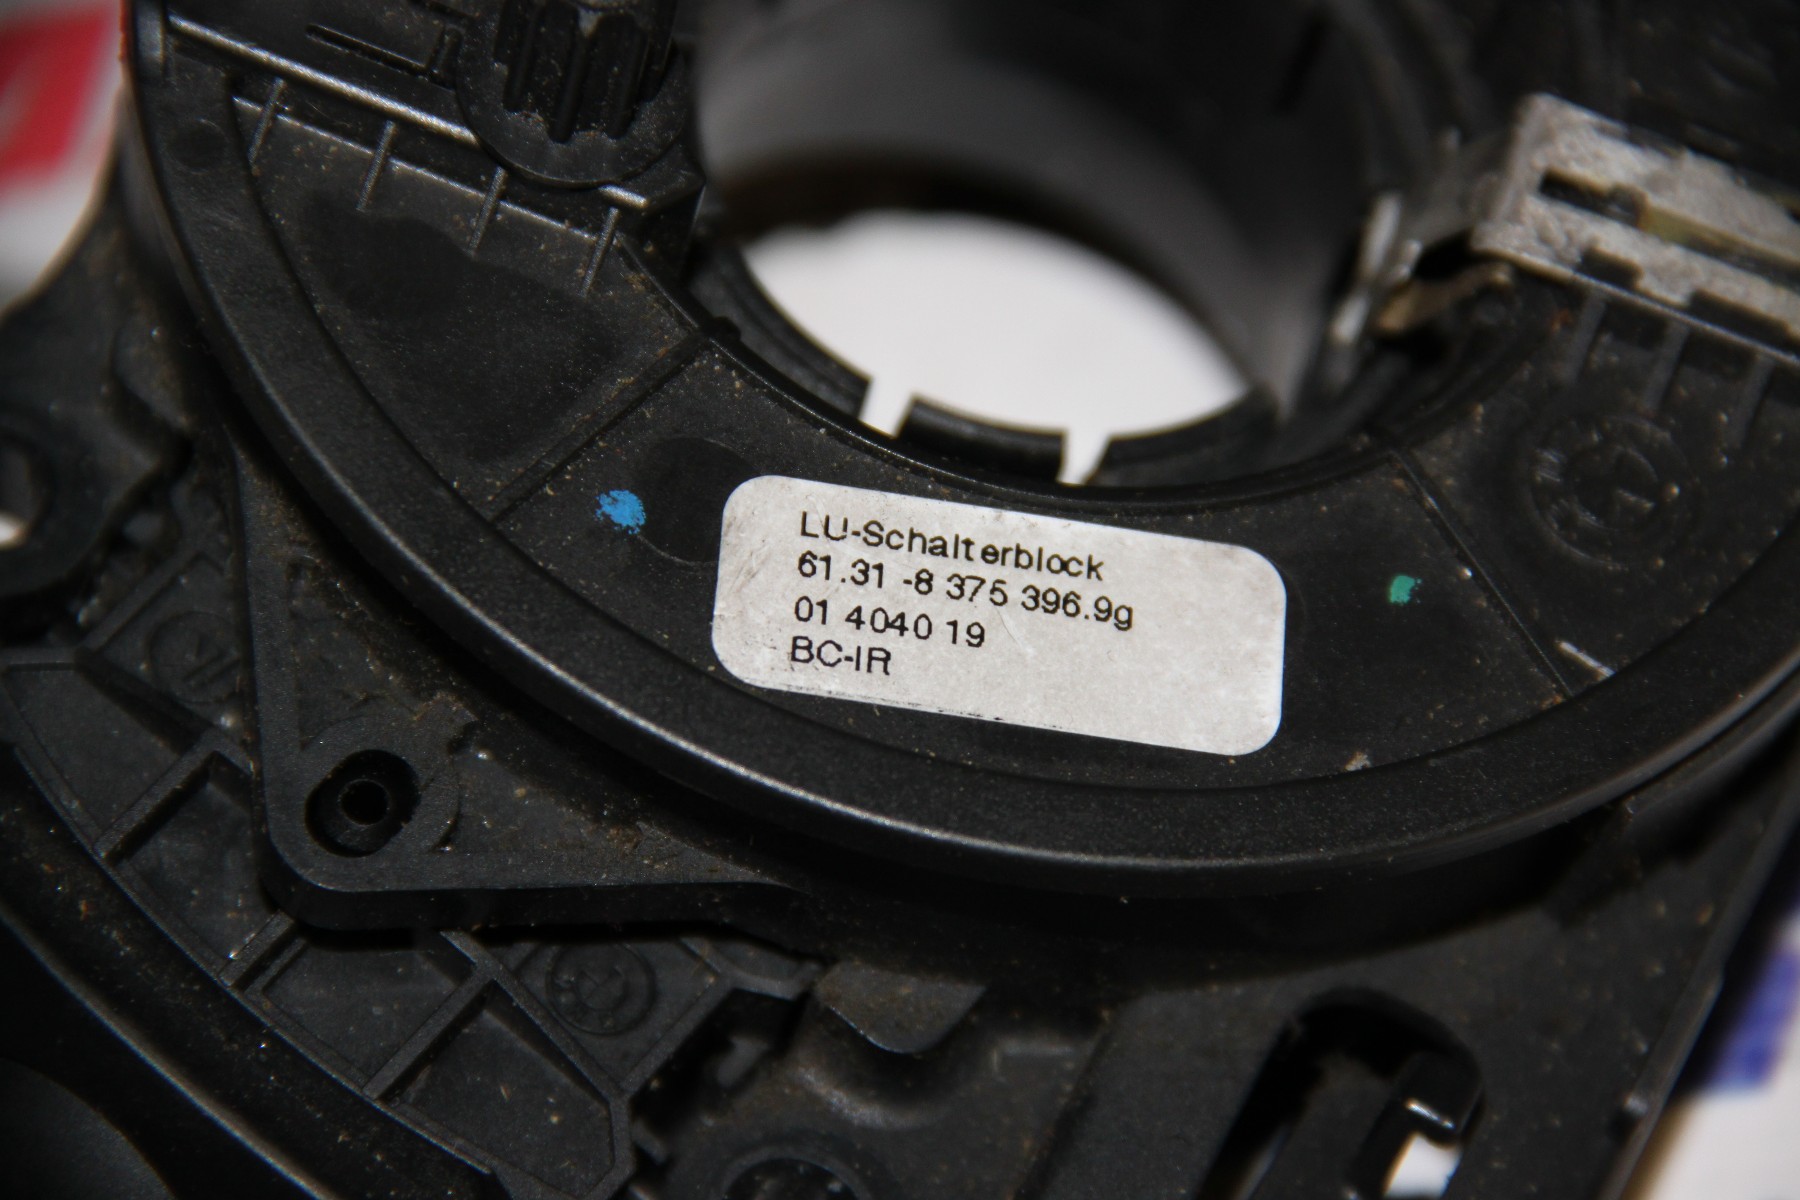 LU-Schalterblock
61.31 -8 375 396.9g
01 4040 19
BC-IR